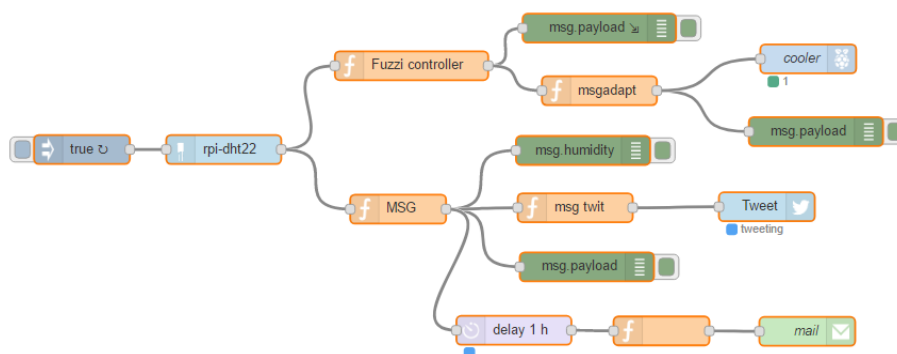 msg.payload ⇲
Fuzzi controller
cooler
msgadapt
1
msg.payload
true ↻
rpi-dht22
msg.humidity
MSG
msg twit
Tweet
tweeting
msg.payload
delay 1 h
mail